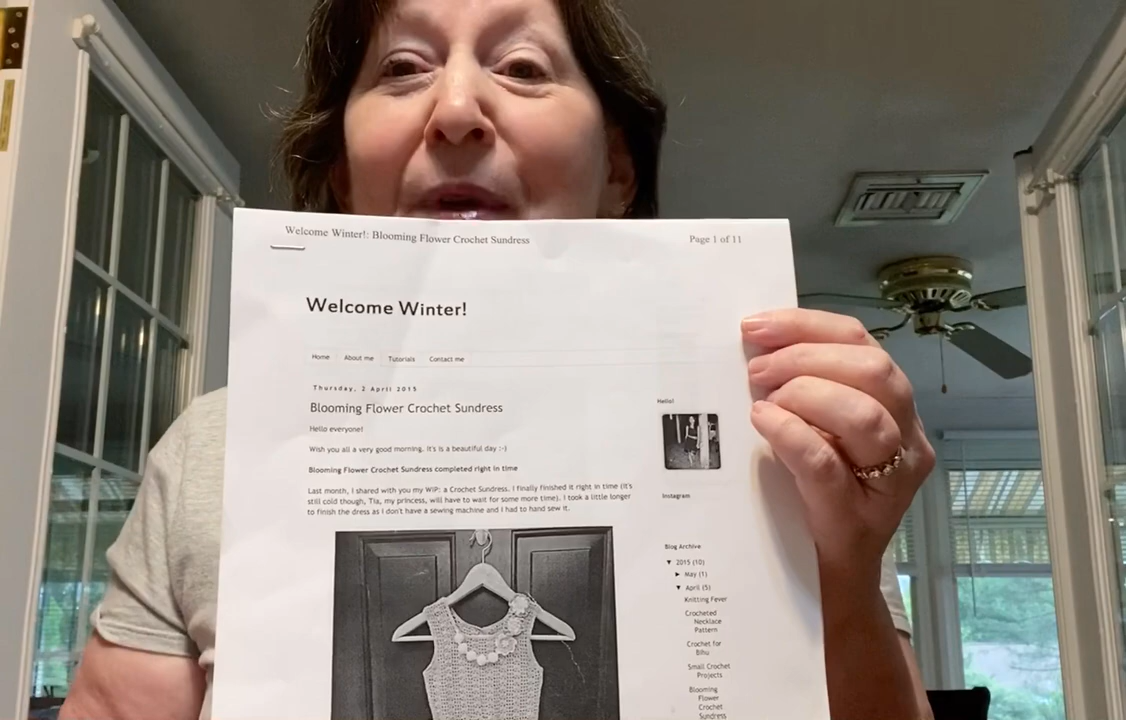 Welcome Winter!: Blooming Flower Crochet Sundress
Page 1 of 11
Welcome Winter!
Home About me Tutorials Contact me
Thursday, 2 April 2015
Blooming Flower Crochet Sundress
Hello everyone!
Wish you all a very good morning. It's is a beautiful day :-)
Blooming Flower Crochet Sundress completed right in time
Last month, I shared with you my WIP: a Crochet Sundress. I finally finished it right in time (it's
still cold though, Tia, my princess, will have to wait for some more time). I took a little longer
to finish the dress as I don't have a sewing machine and I had to hand sew it.
Hello!
Instagram
Blog Archive
▼ 2015 (10)
► May (1)
▼ April (5)
Knitting Fever
Crocheted
Necklace
Pattern
Crochet for
Bihu
Small Crochet
Projects
Blooming
Flower
Crochet
Sundress